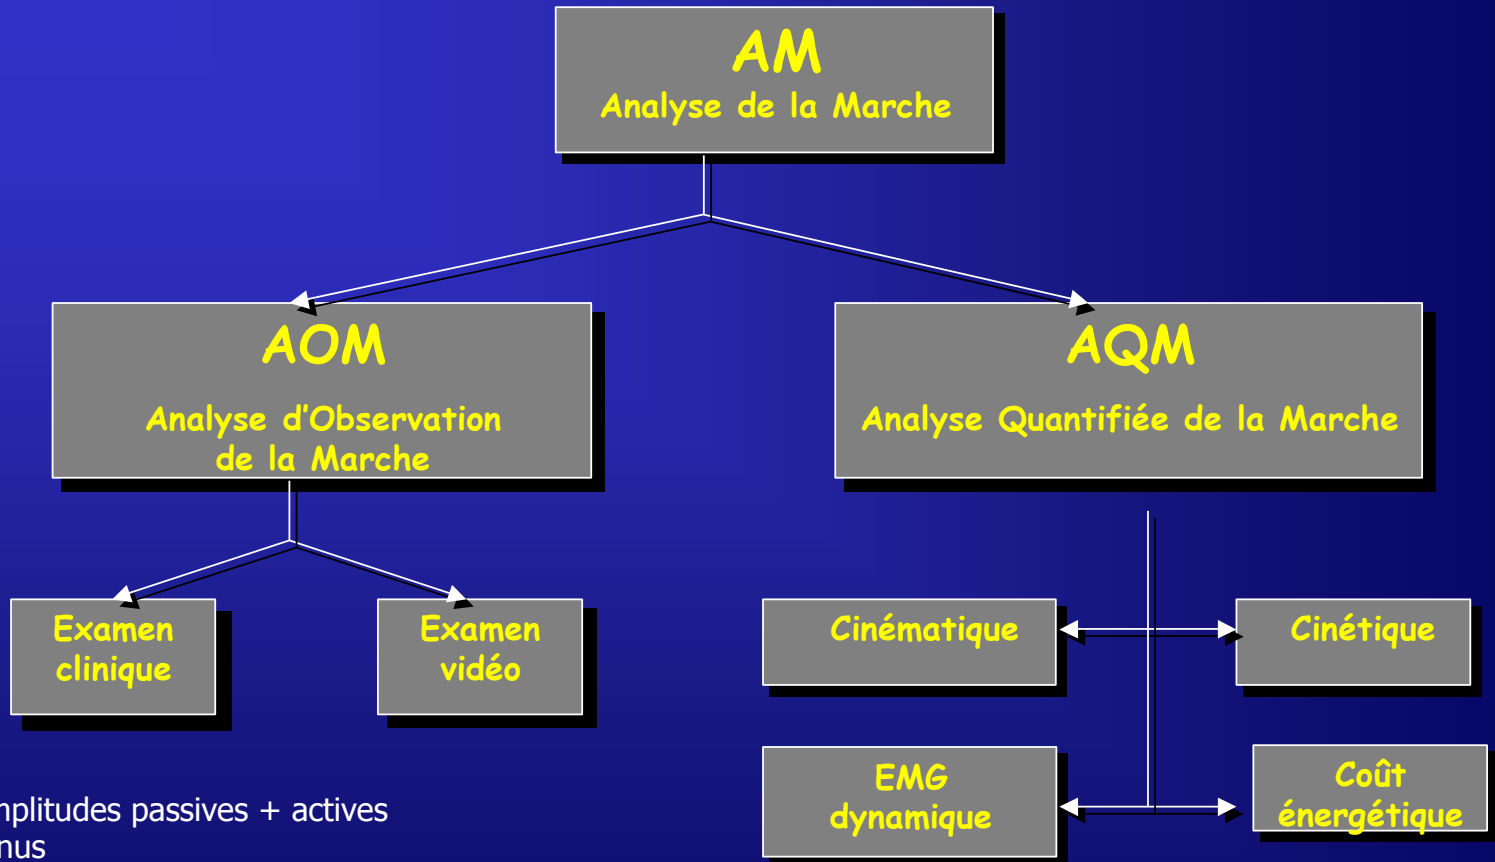 AM
Analyse de la Marche
AOM
Analyse d'Observation
de la Marche
AQM
Analyse Quantifiée de la Marche
Examen
clinique
Examen
vidéo
Cinématique
Cinétique
EMG
dynamique
Coût
énergétique
passives + actives